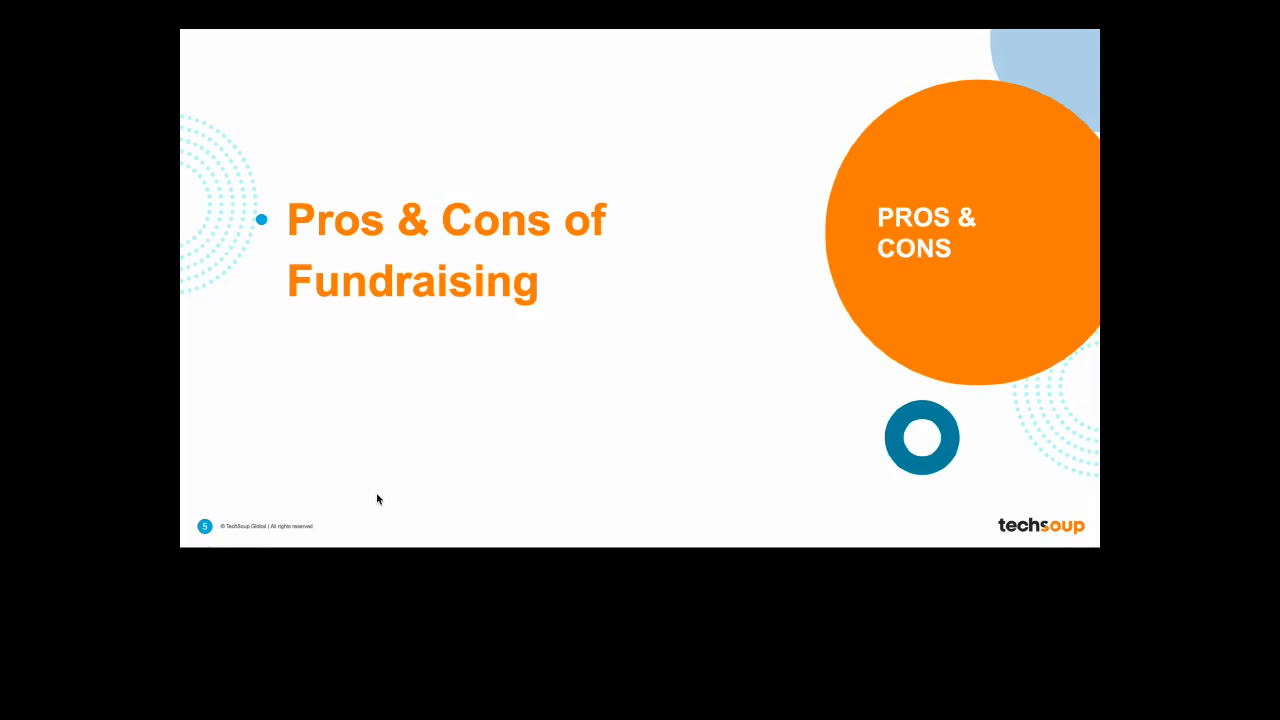 Pros & Cons of
Fundraising
PROS &
CONS
5
© TechSoup Global | All rights reserved
techsoup